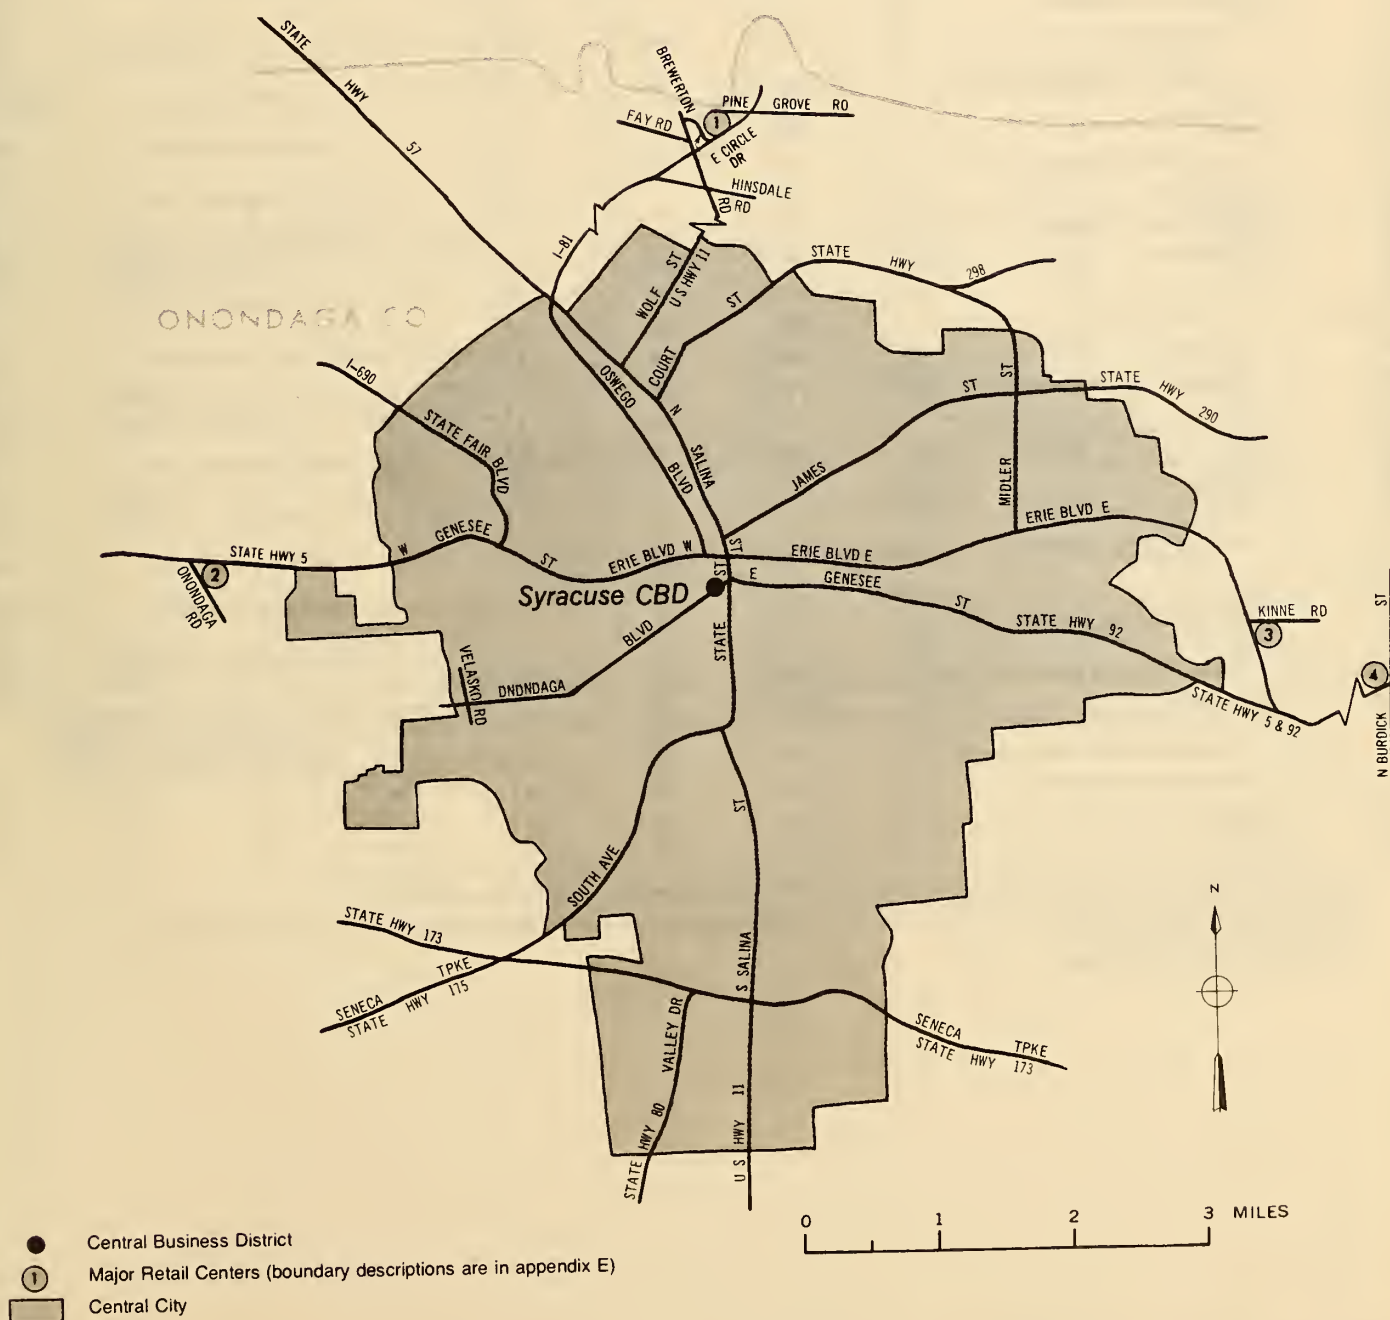 STATE HWY 57
BREWERTON RD
FAY RD
1
PINE GROVE RD
E CIRCLE DR
HINSDALE RD
I-81
WOLF ST
U S HWY 11
COURT ST
STATE HWY 298
ONONDAGA CO
I-690
STATE FAIR BLVD
OSWEGO BLVD
N SALINA ST
JAMES ST
STATE HWY 290
MIDLER ST
ERIE BLVD E
STATE HWY 5
W GENESEE ST
ERIE BLVD W
ERIE BLVD E
2
ONONDAGA RD
Syracuse CBD
E GENESEE ST
STATE HWY 92
STATE ST
KINNE RD
3
4
N BURDICK ST
STATE HWY 5 & 92
VELASKO RD
ONONDAGA BLVD
SOUTH AVE
S SALINA ST
STATE HWY 173
SENECA TPKE
STATE HWY 175
SENECA TPKE
STATE HWY 173
VALLEY DR
STATE HWY 80
U S HWY 11
N
0 1 2 3 MILES
Central Business District
1 Major Retail Centers (boundary descriptions are in appendix E)
Central City